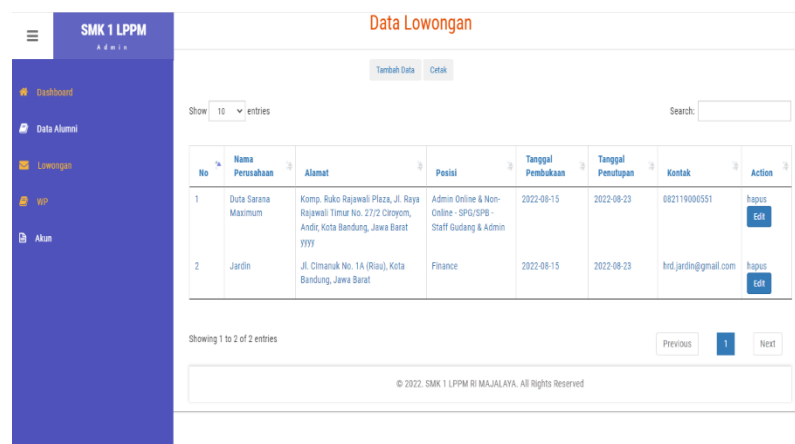 SMK 1 LPPM
Admin
Dashboard
Data Alumni
Lowongan
WP
Akun
Data Lowongan
Tambah Data Cetak
Show 10 entries
Search:
No Nama Perusahaan Alamat Posisi Tanggal Pembukaan Tanggal Penutupan Kontak Action
1 Duta Sarana Komp. Ruko Rajawali Plaza, Jl. Raya Admin Online & Non- 2022-08-15 2022-08-23 082119000551 hapus
Maximum Rajawali Timur No. 27/2 Ciroyom, Online - SPG/SPB - Edit
Andir, Kota Bandung, Jawa Barat Staff Gudang & Admin
yyyy
2 Jardin Jl. CImanuk No. 1A (Riau), Kota Finance 2022-08-15 2022-08-23 hrd.jardin@gmail.com hapus
Bandung, Jawa Barat Edit
Showing 1 to 2 of 2 entries
Previous 1 Next
© 2022. SMK 1 LPPM RI MAJALAYA. All Rights Reserved